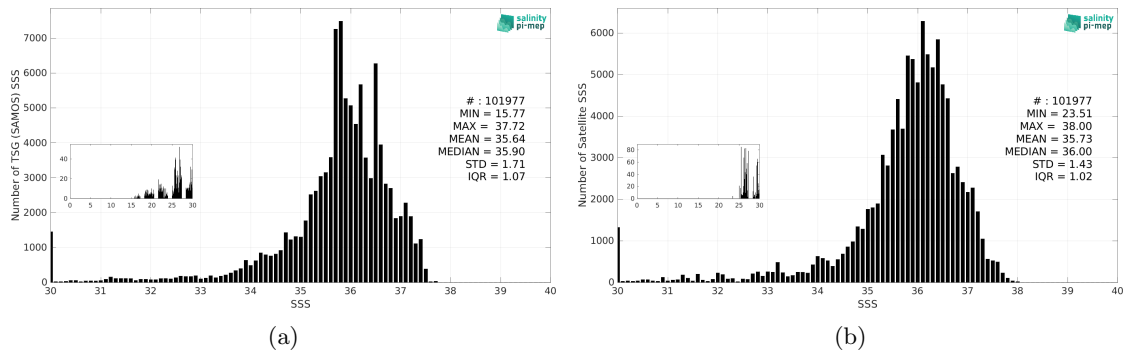 salinity
pi-mep
Number of TSG (SAMOS) SSS
7000
6000
5000
4000
3000
2000
1000
0
# : 101977
MIN = 15.77
MAX = 37.72
MEAN = 35.64
MEDIAN = 35.90
STD = 1.71
IQR = 1.07
40
20
0
0 5 10 15 20 25 30
30 31 32 33 34 35 36 37 38 39 40
SSS
(a)
salinity
pi-mep
Number of Satellite SSS
6000
5000
4000
3000
2000
1000
0
# : 101977
MIN = 23.51
MAX = 38.00
MEAN = 35.73
MEDIAN = 36.00
STD = 1.43
IQR = 1.02
80
60
40
20
0
0 5 10 15 20 25 30
30 31 32 33 34 35 36 37 38 39 40
SSS
(b)